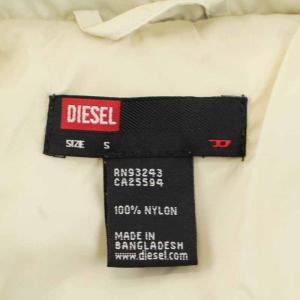 DIESEL
SIZE S
RN93243
CA25594
100% NYLON
MADE IN
BANGLADESH
www.diesel.com